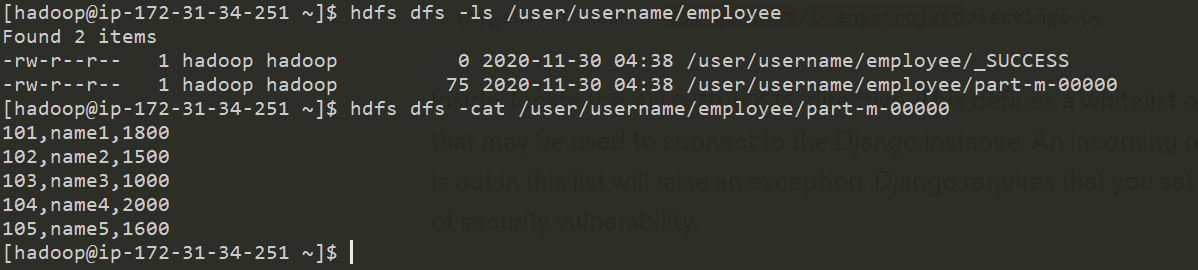 [hadoop@ip-172-31-34-251 ~]$ hdfs dfs -ls /user/username/employee
/settings.py
Found 2 items
-rw-r--r--   1 hadoop hadoop          0 2020-11-30 04:38 /user/username/employee/_SUCCESS
-rw-r--r--   1 hadoop hadoop         75 2020-11-30 04:38 /user/username/employee/part-m-00000
[hadoop@ip-172-31-34-251 ~]$ hdfs dfs -cat /user/username/employee/part-m-00000
defines a whitelist o
101,name1,1800
102,name2,1500
that may be used to connect to the Django instance. An incoming re
103,name3,1000
is not in this list will raise an exception. Django requires that you set
104,name4,2000
105,name5,1600
of security vulnerability.
[hadoop@ip-172-31-34-251 ~]$